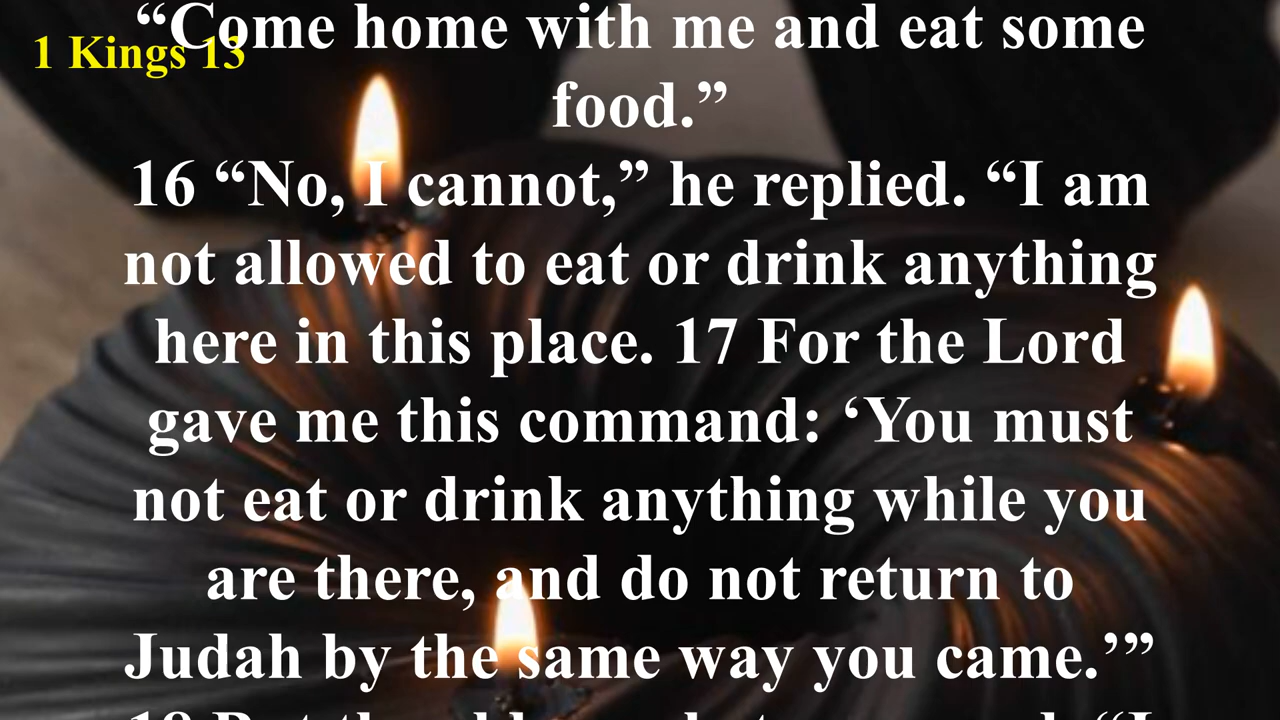 “Come home with me and eat some
1 Kings 13
food.”
16 “No, I cannot,” he replied. “I am
not allowed to eat or drink anything
here in this place. 17 For the Lord
gave me this command: ‘You must
not eat or drink anything while you
are there, and do not return to
Judah by the same way you came.’”